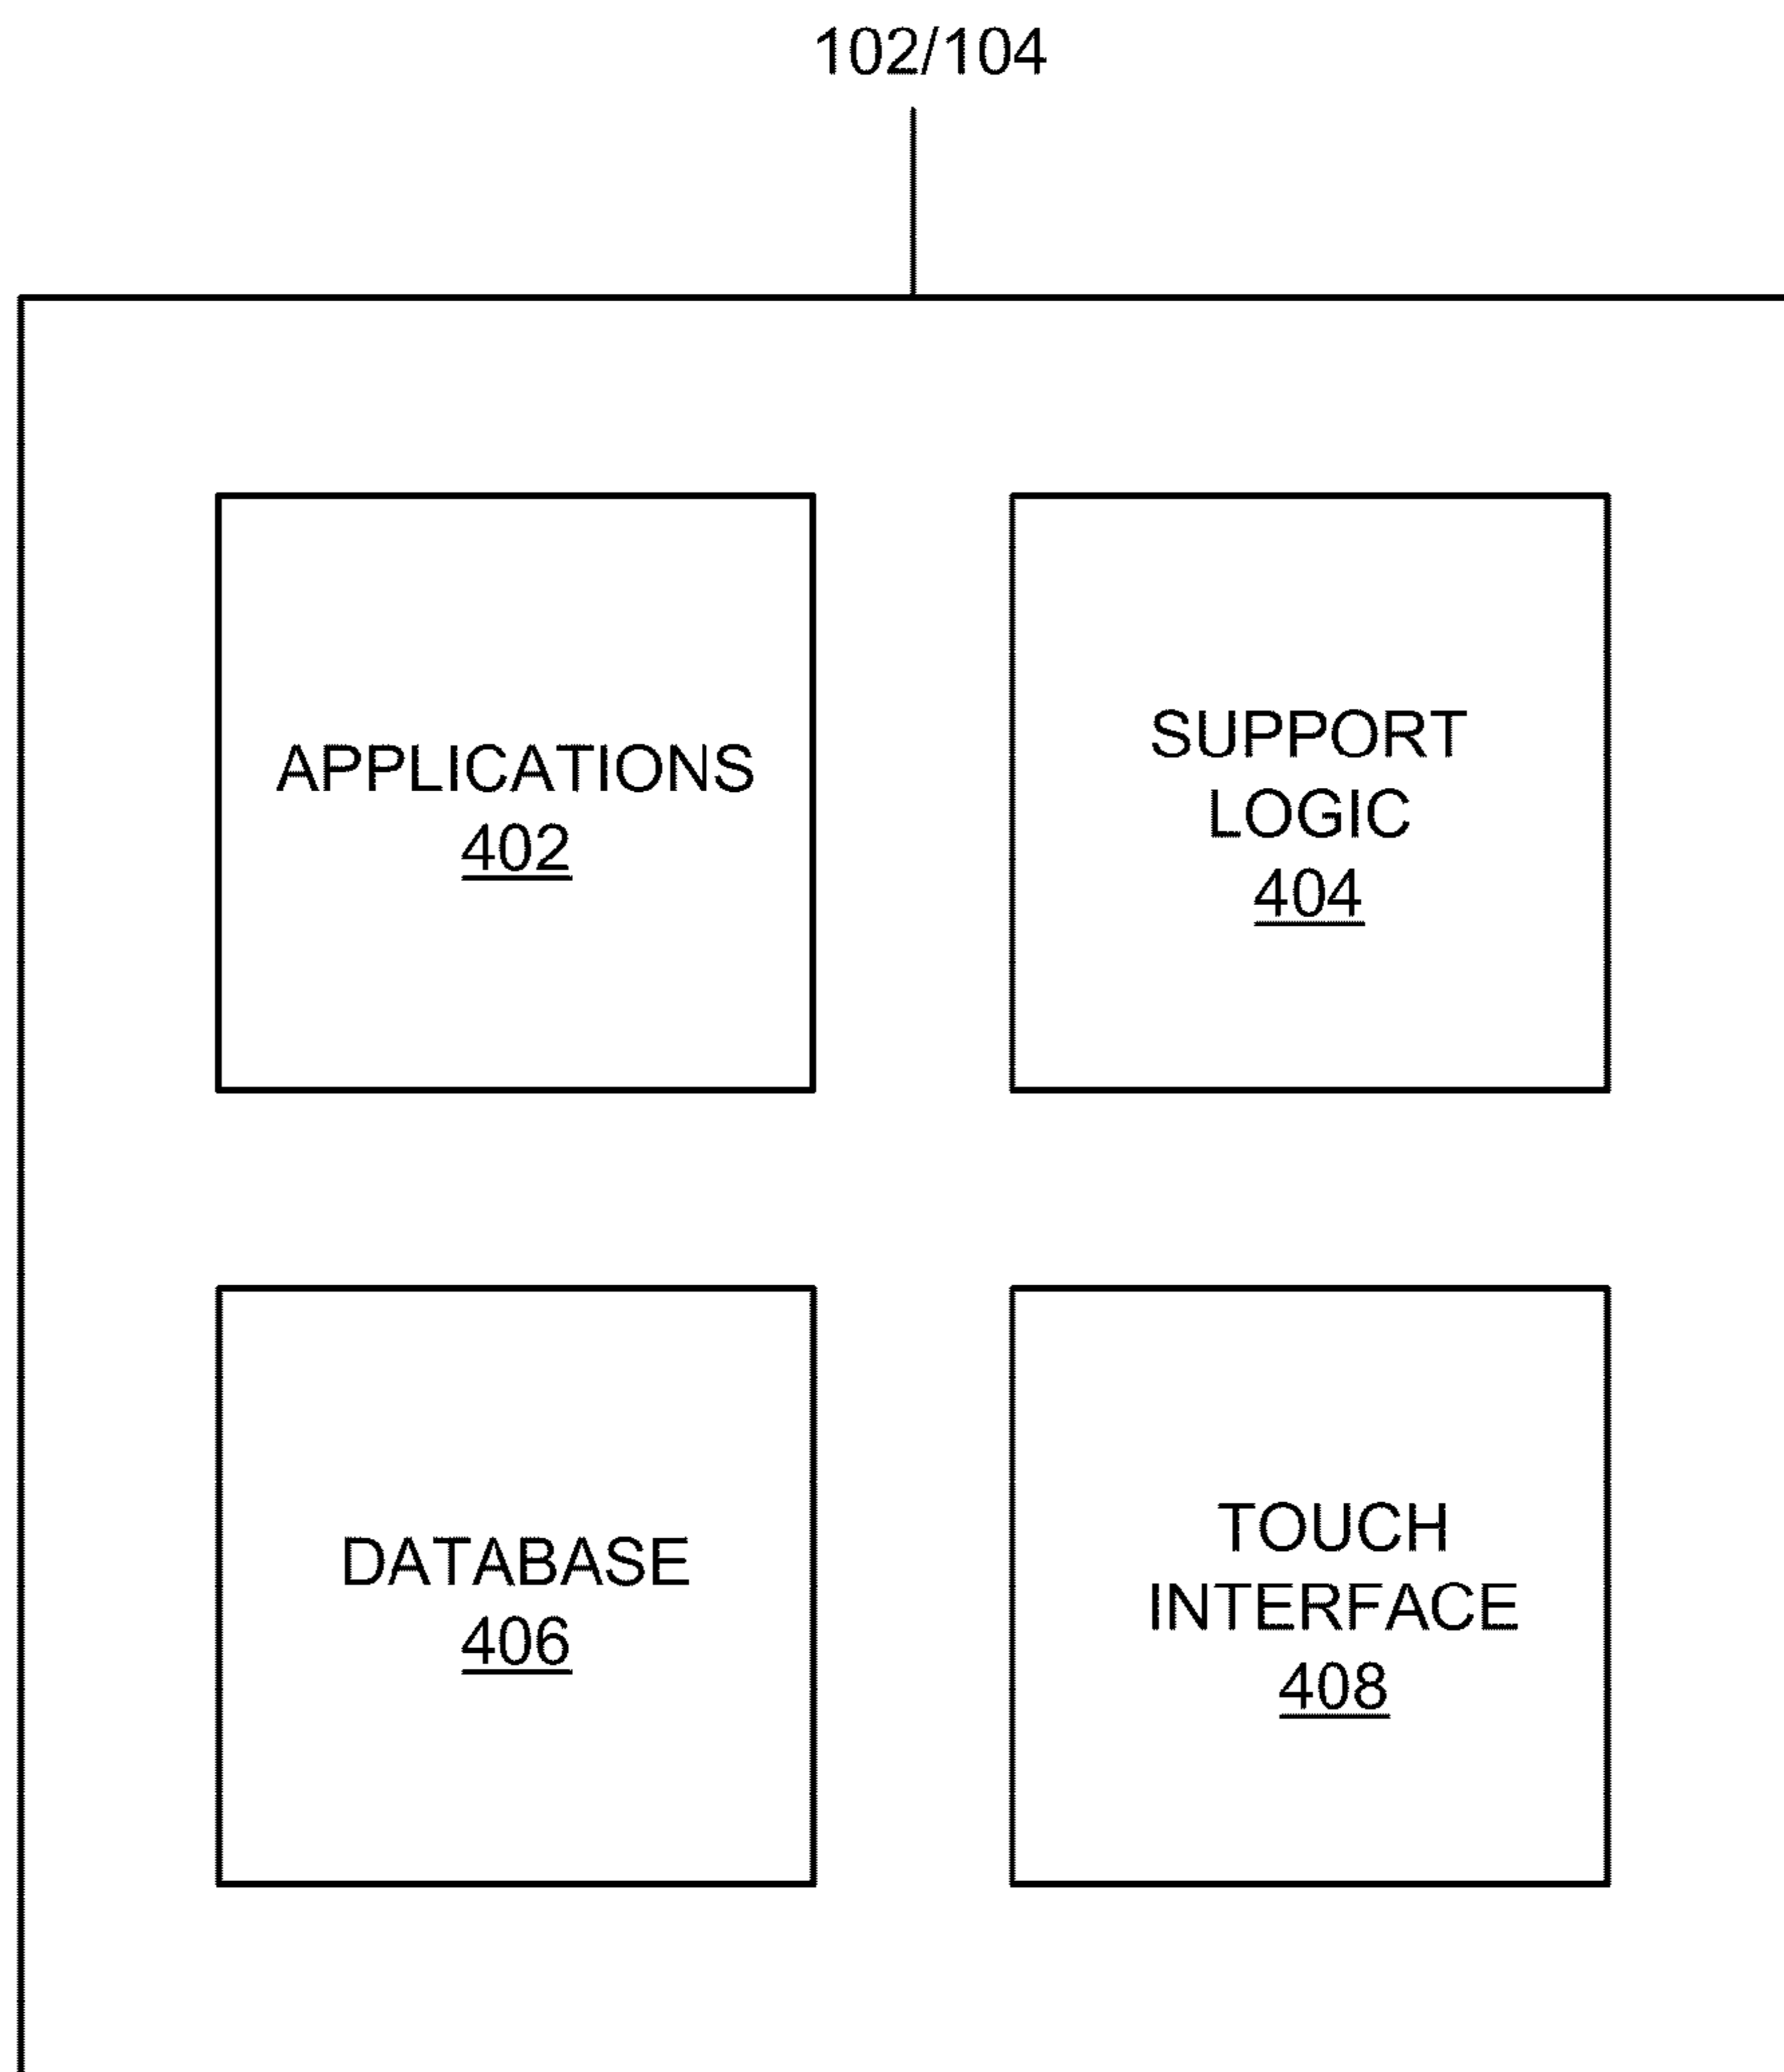 102/104
APPLICATIONS
402
SUPPORT
LOGIC
404
DATABASE
406
TOUCH
INTERFACE
408